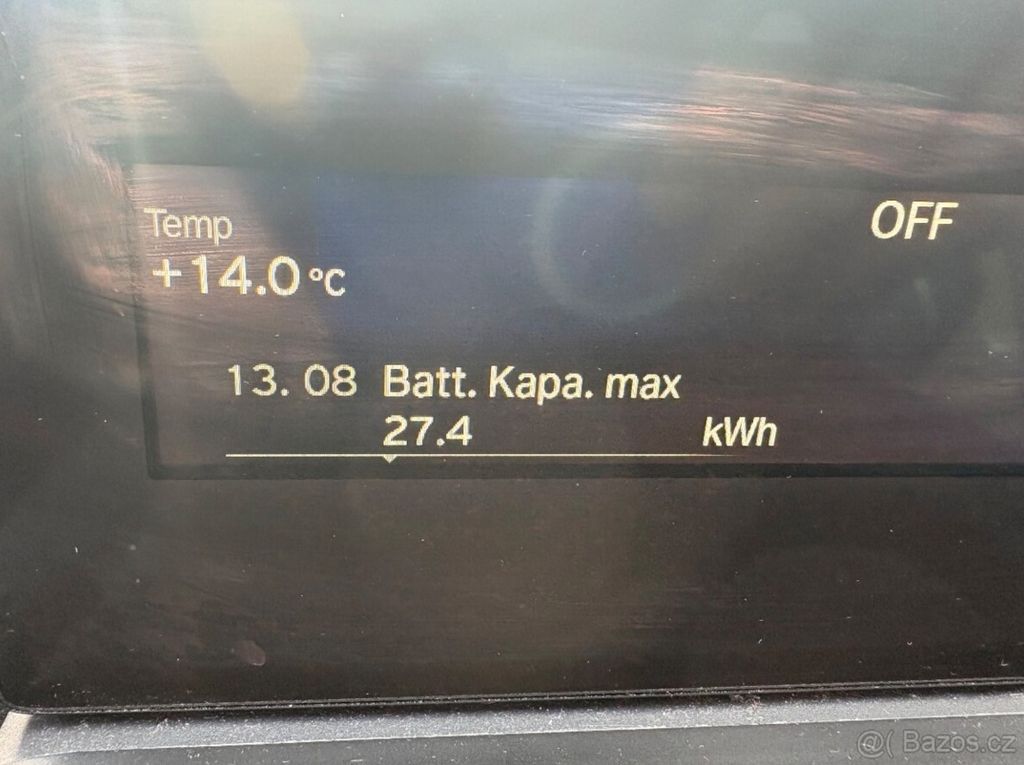 Temp
OFF
+14.0 °C
13. 08 Batt. Kapa. max
27.4 kWh
@( Bazos.cz